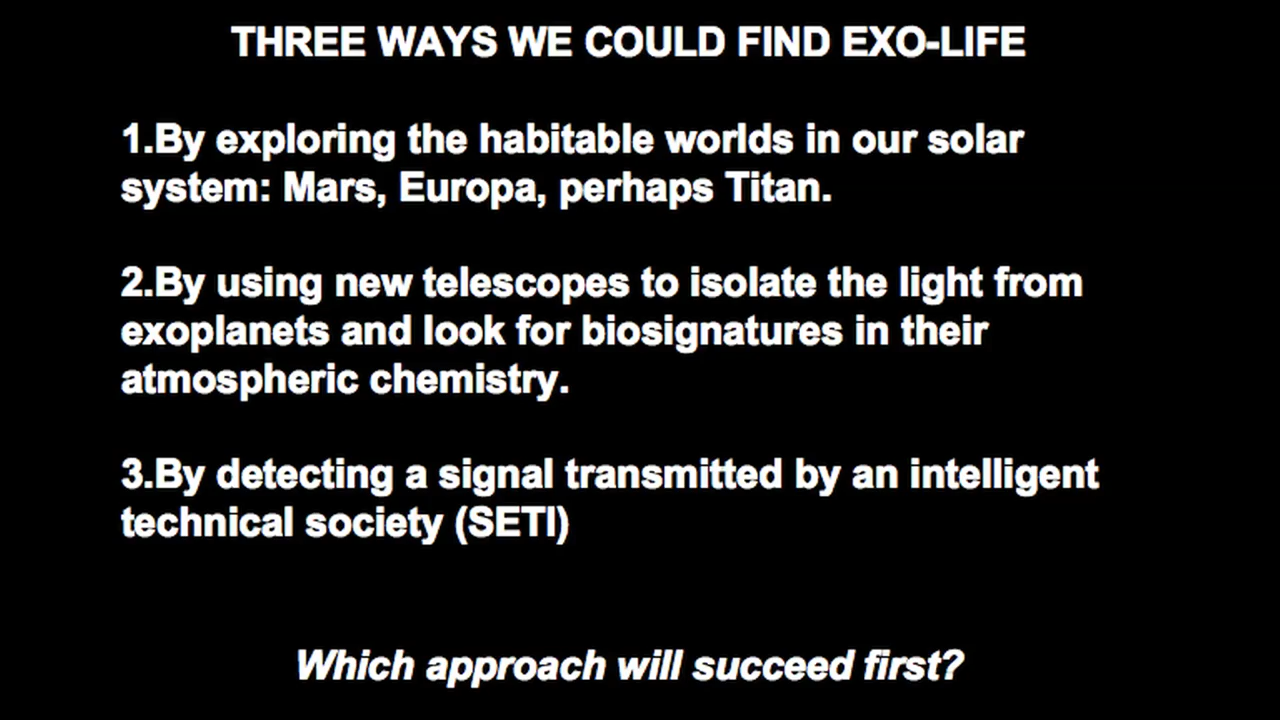 THREE WAYS WE COULD FIND EXO-LIFE
1.By exploring the habitable worlds in our solar
system: Mars, Europa, perhaps Titan.
2.By using new telescopes to isolate the light from
exoplanets and look for biosignatures in their
atmospheric chemistry.
3.By detecting a signal transmitted by an intelligent
technical society (SETI)
Which approach will succeed first?